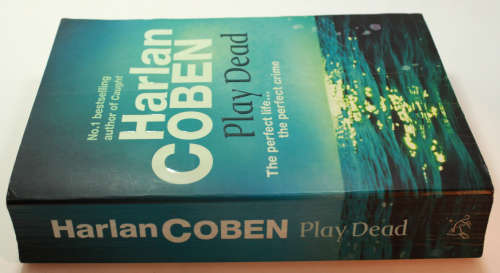 No.1 bestselling
author of Caught
Harlan
COBEN
Play Dead
The perfect life...
the perfect crime
Harlan COBEN Play Dead